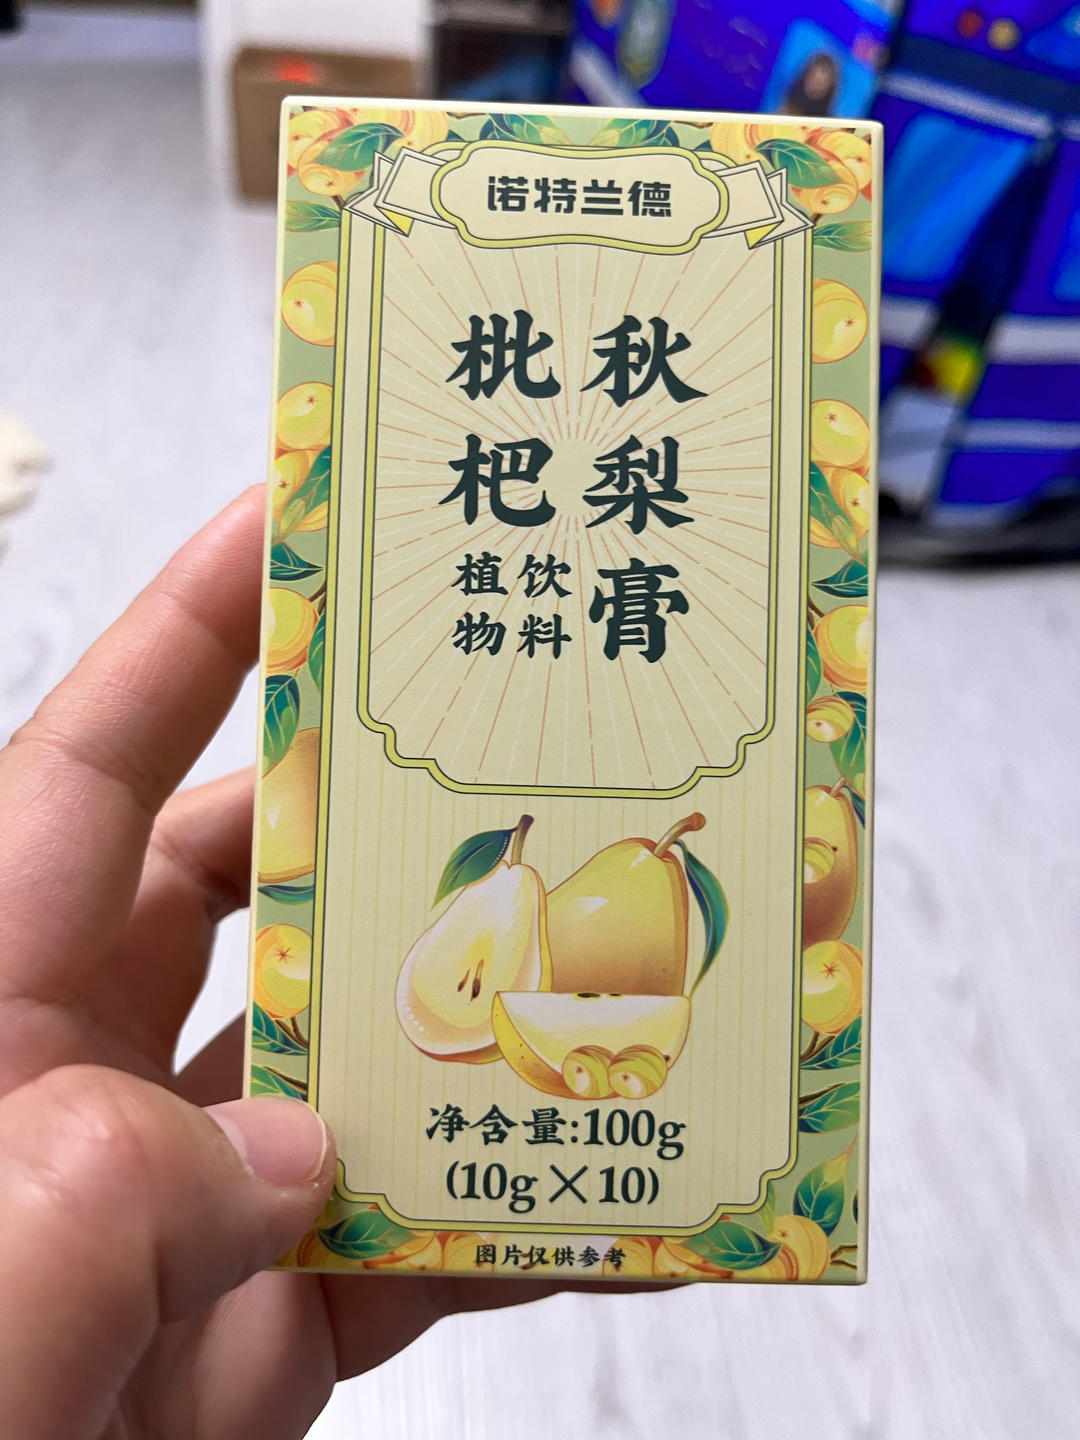 诺特兰德
秋梨膏
枇杷
植物
饮料
净含量:100g
(10g×10)
图片仅供参考